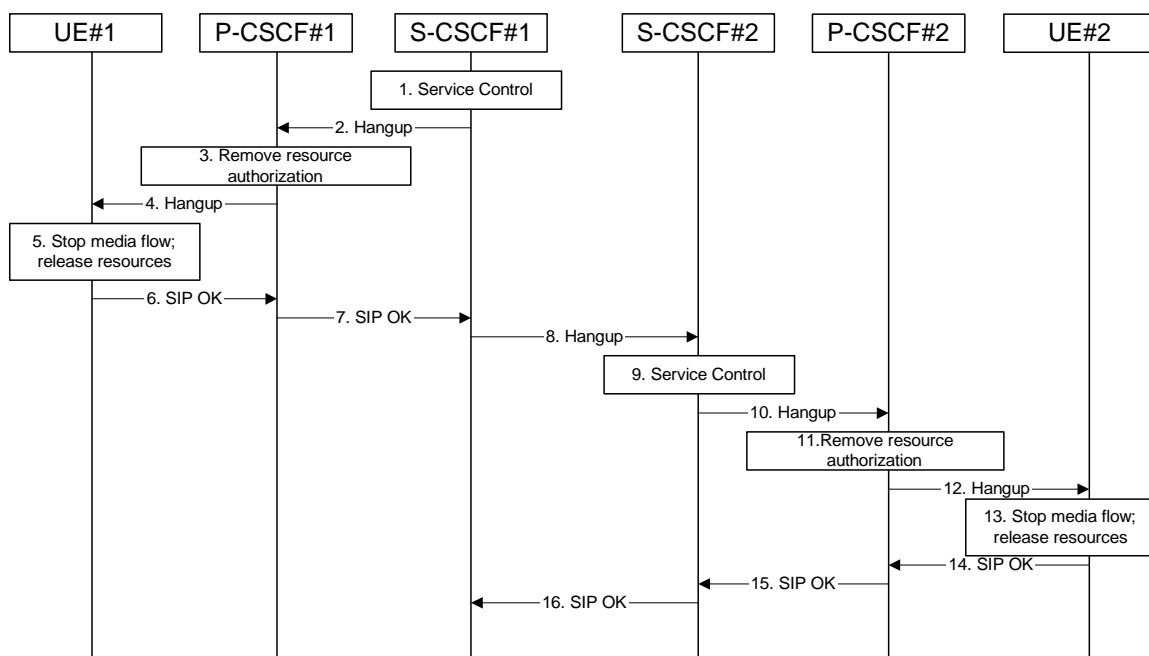 UE#1
P-CSCF#1
S-CSCF#1
S-CSCF#2
P-CSCF#2
UE#2
1. Service Control
2. Hangup
3. Remove resource
authorization
4. Hangup
5. Stop media flow;
release resources
6. SIP OK
7. SIP OK
8. Hangup
9. Service Control
10. Hangup
11.Remove resource
authorization
12. Hangup
13. Stop media flow;
release resources
14. SIP OK
15. SIP OK
16. SIP OK